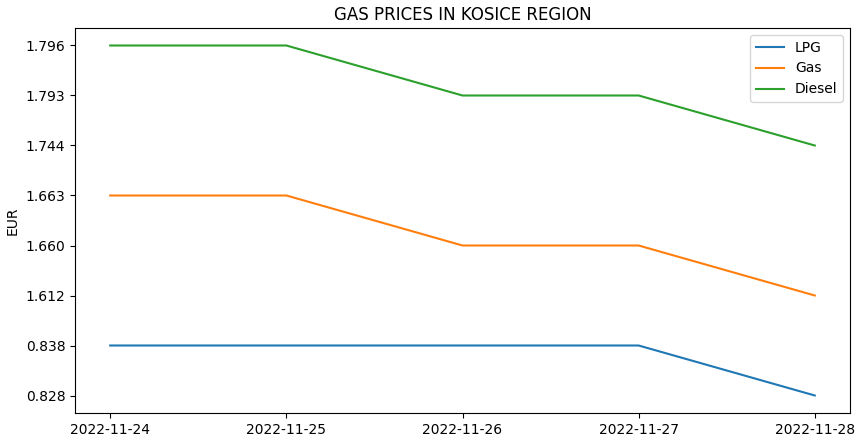 GAS PRICES IN KOSICE REGION
LPG
Gas
Diesel
EUR
1.796
1.793
1.744
1.663
1.660
1.612
0.838
0.828
2022-11-24 2022-11-25 2022-11-26 2022-11-27 2022-11-28